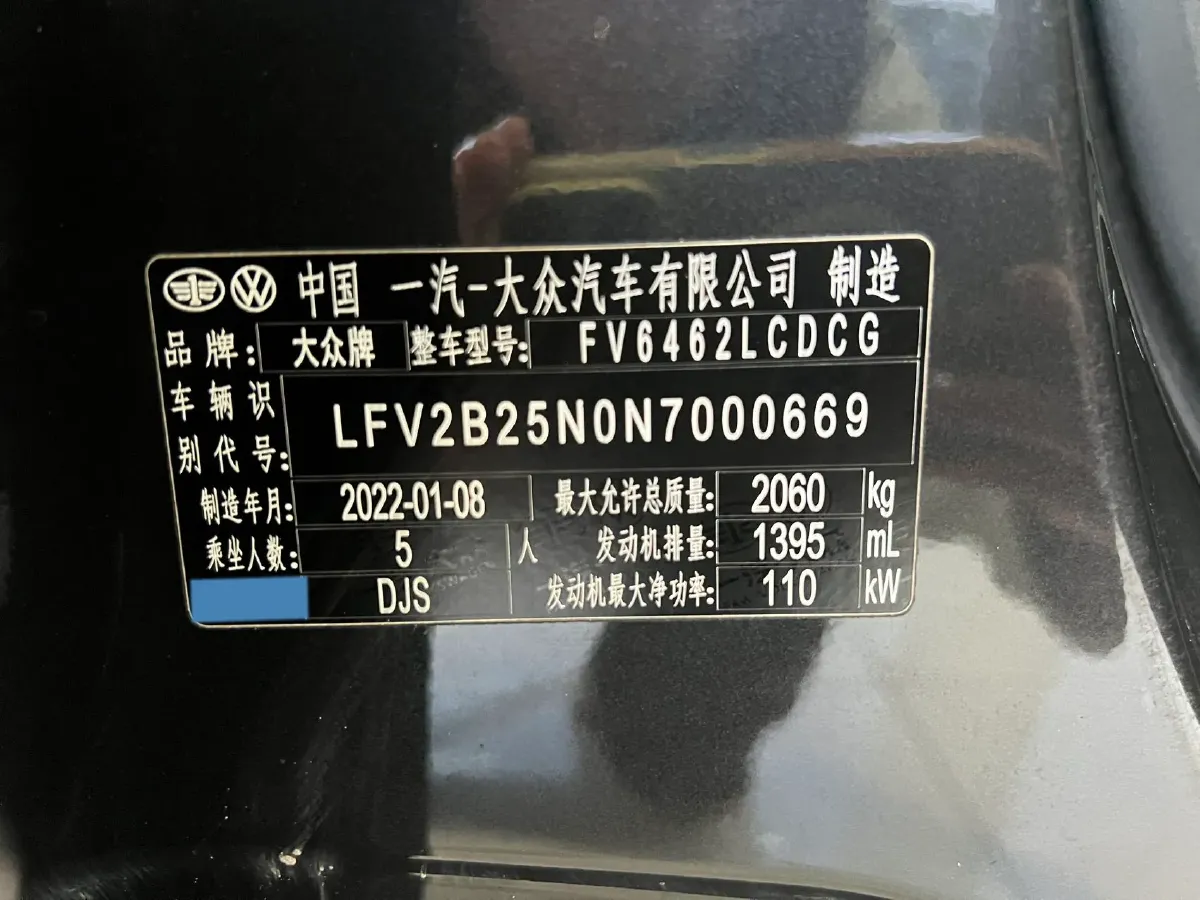 中国 一汽-大众汽车有限公司 制造
品牌: 大众牌 整车型号: FV6462LCDCG
车辆识别代号: LFV2B25N0N7000669
制造年月: 2022-01-08 最大允许总质量: 2060 kg
乘坐人数: 5 人 发动机排量: 1395 mL
DJS 发动机最大净功率: 110 kW